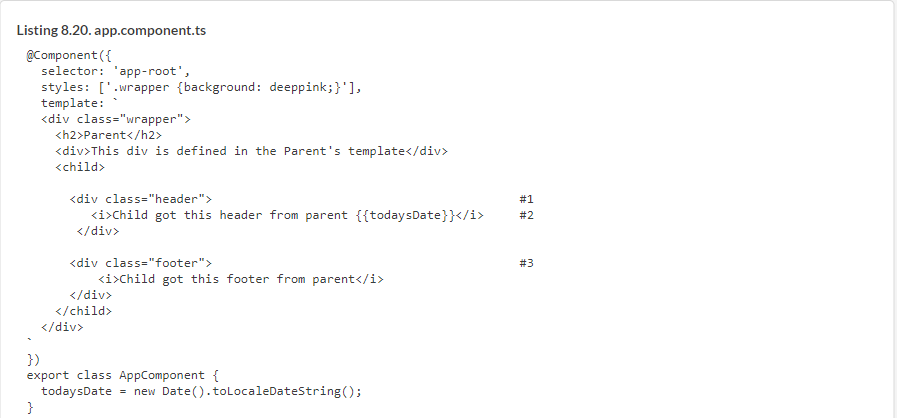 Listing 8.20. app.component.ts
@Component({
  selector: 'app-root',
  styles: ['.wrapper {background: deeppink;}'],
  template: `
  <div class="wrapper">
    <h2>Parent</h2>
    <div>This div is defined in the Parent's template</div>
    <child>
      <div class="header">                                           #1
         <i>Child got this header from parent {{todaysDate}}</i>     #2
       </div>
      <div class="footer">                                           #3
          <i>Child got this footer from parent</i>
      </div>
    </child>
  </div>
`
})
export class AppComponent {
  todaysDate = new Date().toLocaleDateString();
}